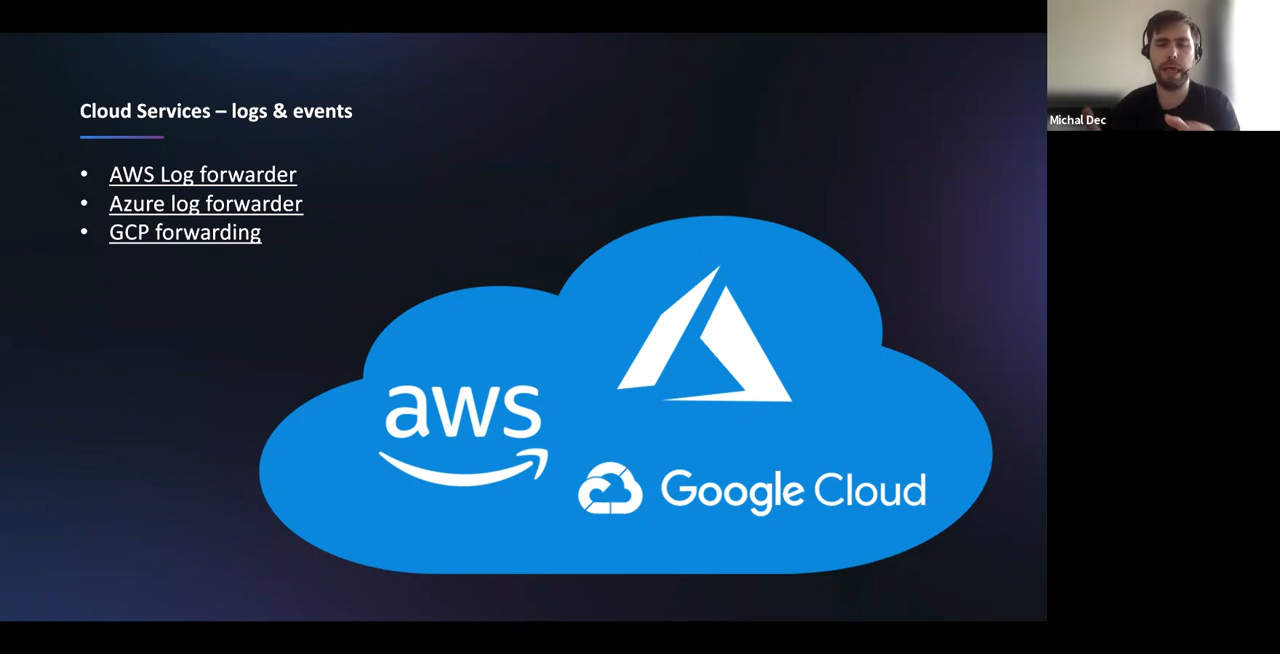 Cloud Services – logs & events
• AWS Log forwarder
• Azure log forwarder
• GCP forwarding
aws
Google Cloud
Michal Dec